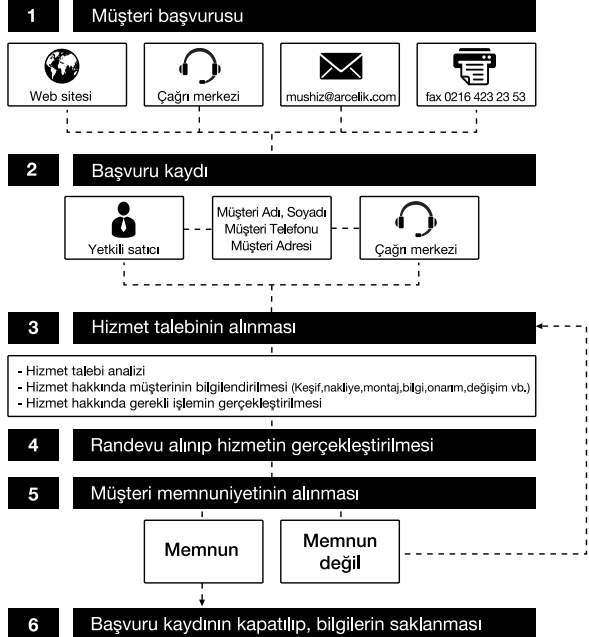 1 Müşteri başvurusu
Web sitesi
Çağrı merkezi
mushiz@arcelik.com
fax 0216 423 23 53
2 Başvuru kaydı
Yetkili satıcı
Müşteri Adı, Soyadı
Müşteri Telefonu
Müşteri Adresi
Çağrı merkezi
3 Hizmet talebinin alınması
- Hizmet talebi analizi
- Hizmet hakkında müşterinin bilgilendirilmesi (Keşif,nakliye,montaj,bilgi,onarım,değişim vb.)
- Hizmet hakkında gerekli işlemin gerçekleştirilmesi
4 Randevu alınıp hizmetin gerçekleştirilmesi
5 Müşteri memnuniyetinin alınması
Memnun
Memnun
değil
6 Başvuru kaydının kapatılıp, bilgilerin saklanması